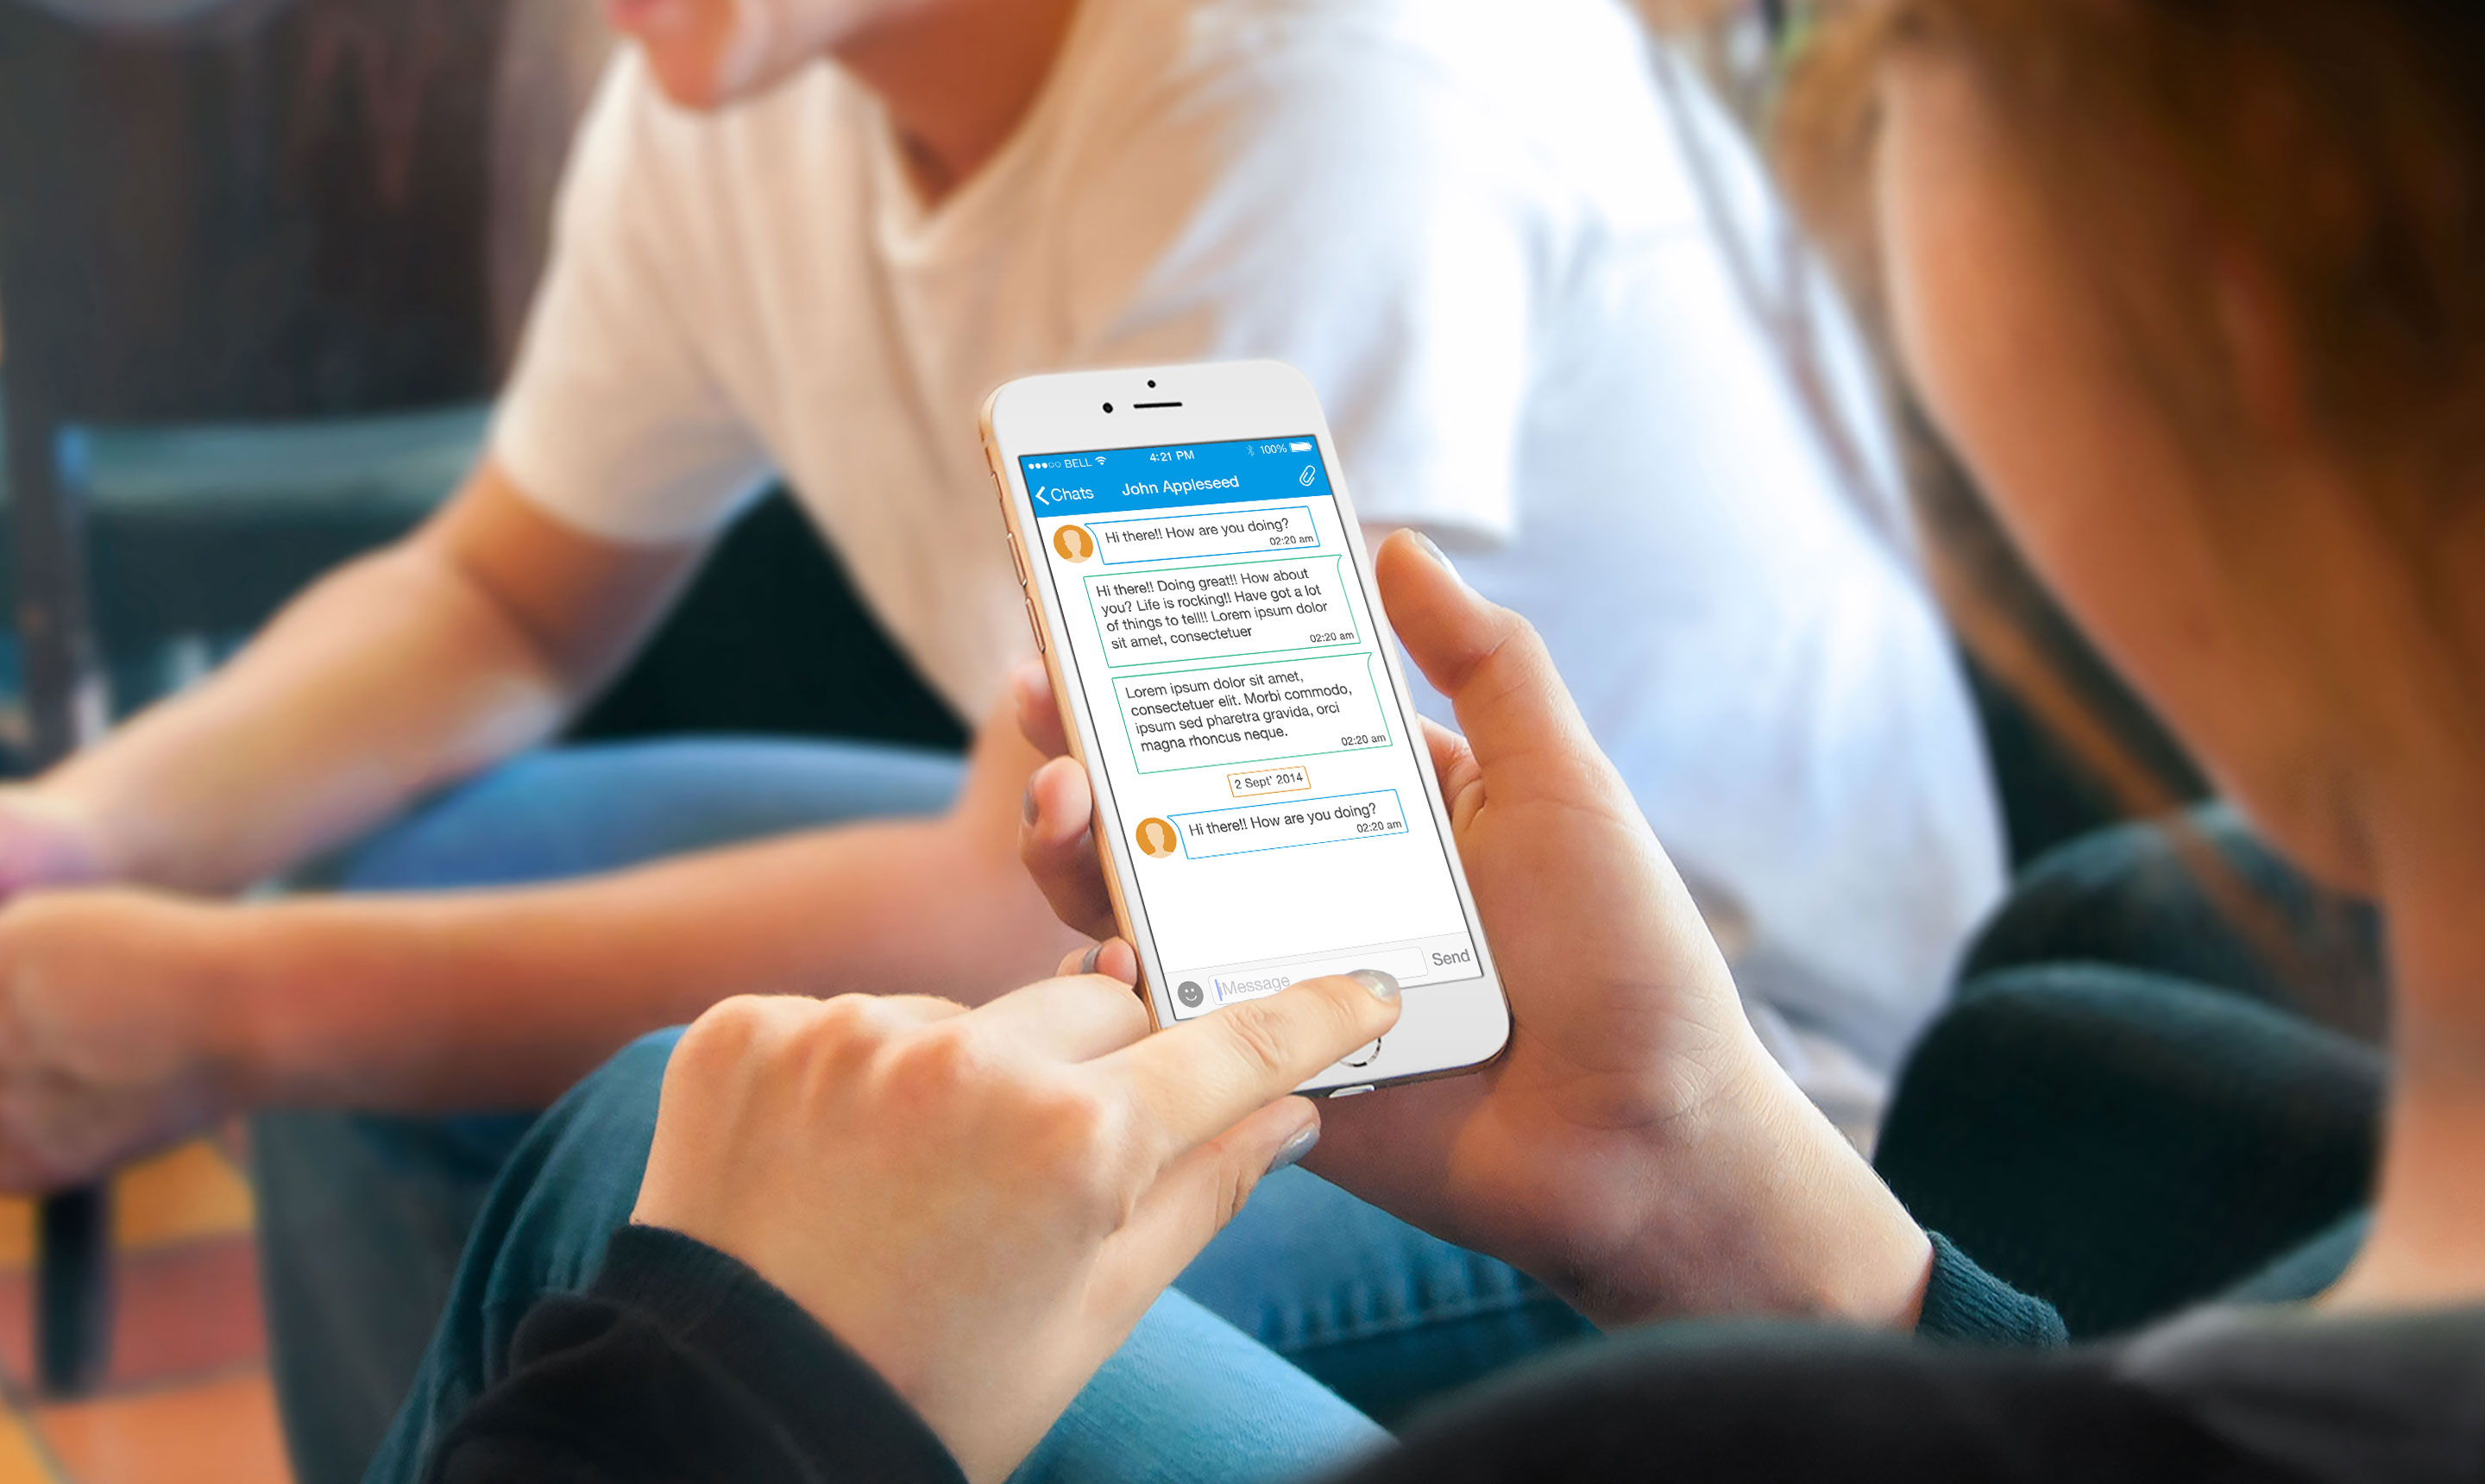 BELL 4:21 PM 100%
Chats John Appleseed
Hi there!! How are you doing?
02:20 am
Hi there!! Doing great!! How about
you? Life is rocking!! Have got a lot
of things to tell!! Lorem ipsum dolor
sit amet, consectetuer
02:20 am
Lorem ipsum dolor sit amet,
consectetuer elit. Morbi commodo,
ipsum sed pharetra gravida, orci
magna rhoncus neque.
02:20 am
2 Sept' 2014
Hi there!! How are you doing?
02:20 am
iMessage Send